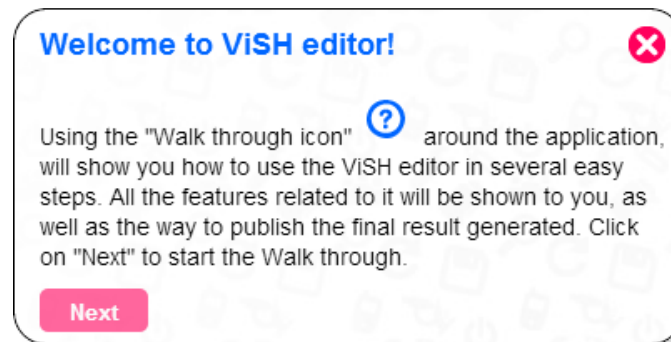 Welcome to ViSH editor!
Using the "Walk through icon" ? around the application,
will show you how to use the ViSH editor in several easy
steps. All the features related to it will be shown to you, as
well as the way to publish the final result generated. Click
on "Next" to start the Walk through.
Next